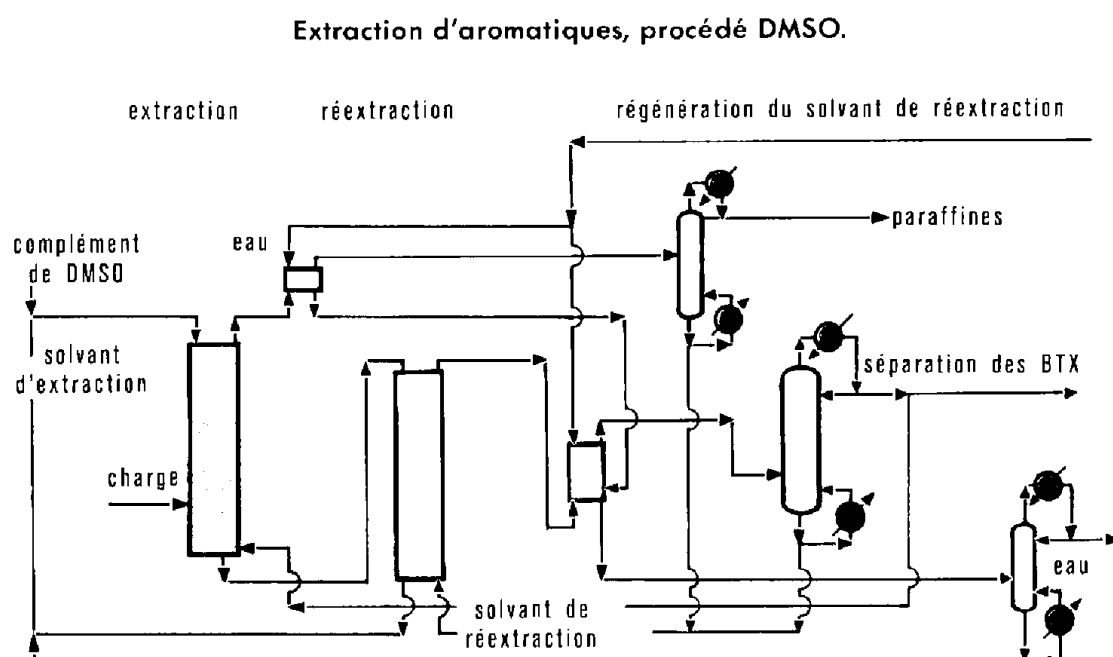 Extraction d'aromatiques, procédé DMSO.
extraction
réextraction
régénération du solvant de réextraction
paraffines
complément
de DMSO
eau
solvant
d'extraction
séparation des BTX
charge
eau
solvant de
réextraction